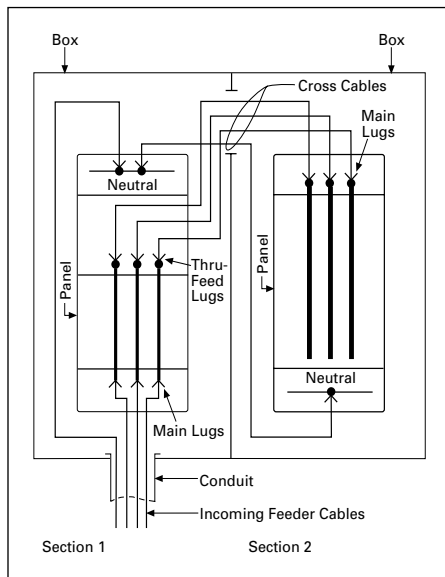 Box
Box
Cross Cables
Main
Lugs
Neutral
Thru-
Feed
Lugs
Panel
Panel
Neutral
Main Lugs
Conduit
Incoming Feeder Cables
Section 1
Section 2